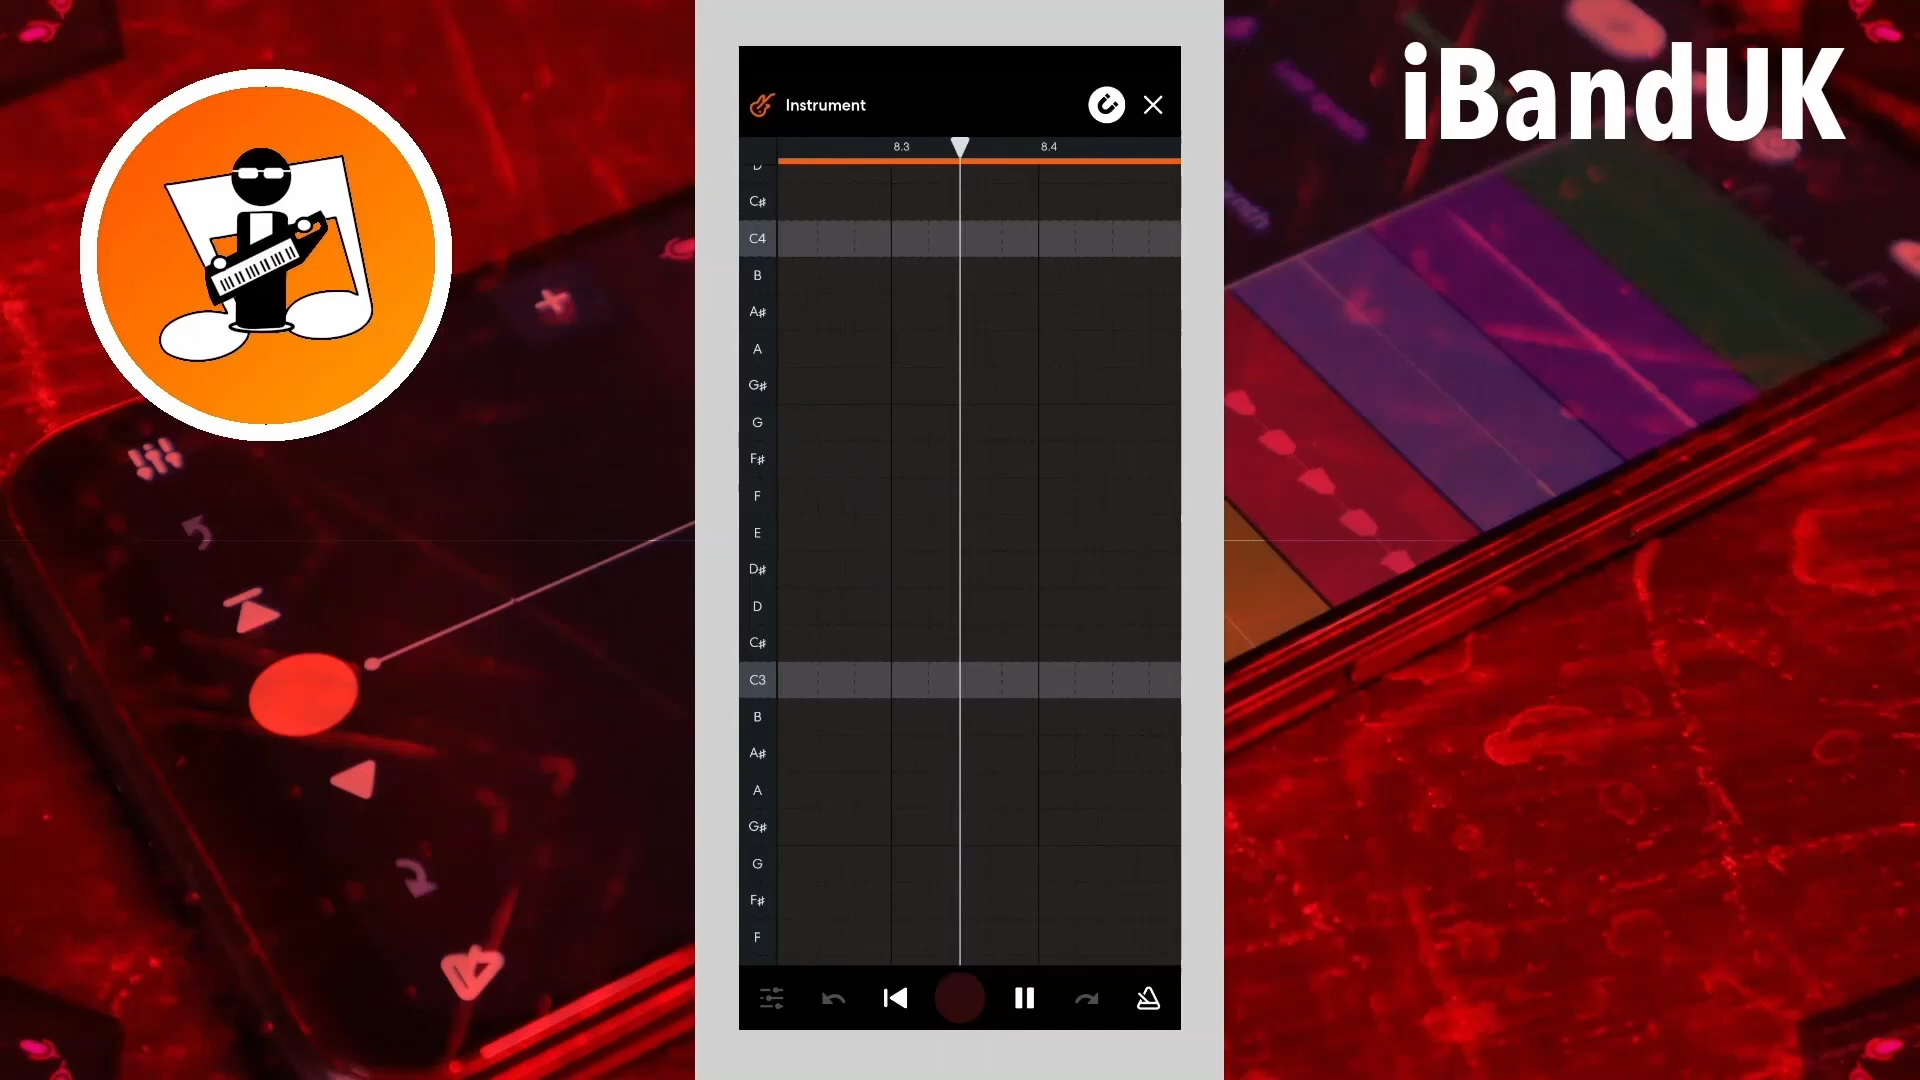 iBandUK
Instrument
8.3 8.4
D
C#
C4
B
A#
A
G#
G
F#
F
E
D#
D
C#
C3
B
A#
A
G#
G
F#
F